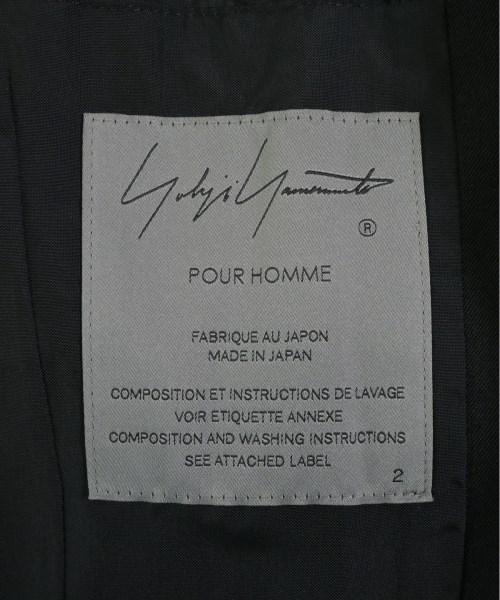 Yohji Yamamoto
®
POUR HOMME
FABRIQUE AU JAPON
MADE IN JAPAN
COMPOSITION ET INSTRUCTIONS DE LAVAGE
VOIR ETIQUETTE ANNEXE
COMPOSITION AND WASHING INSTRUCTIONS
SEE ATTACHED LABEL
2